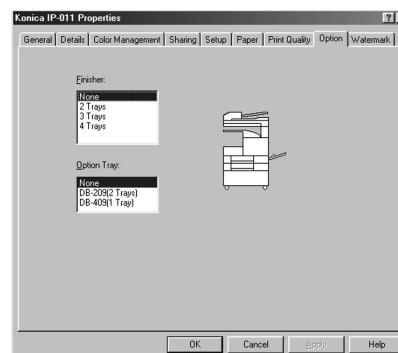 Konica IP-011 Properties
?
General Details Color Management Sharing Setup Paper Print Quality Option Watermark
Finisher:
None
2 Trays
3 Trays
4 Trays
Option Tray:
None
DB-209(2 Trays)
DB-409(1 Tray)
OK Cancel Apply Help